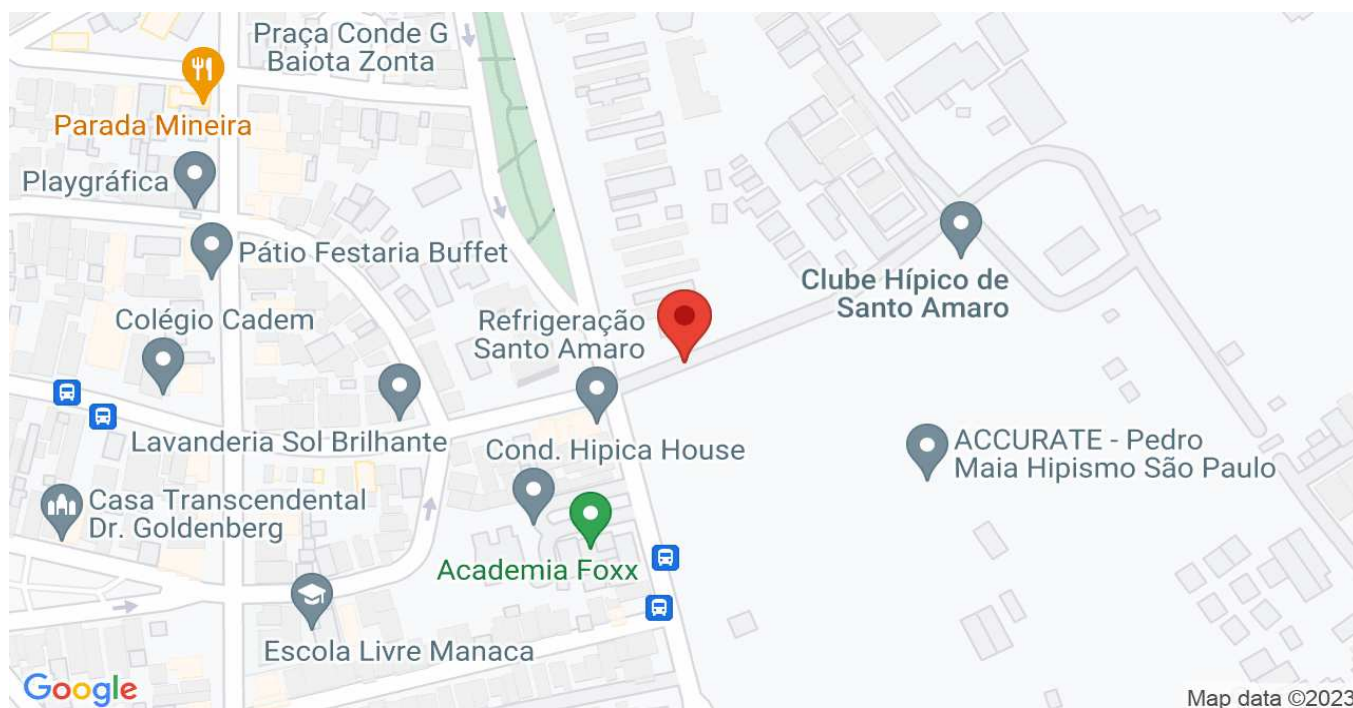 Praça Conde G
Baiota Zonta
Parada Mineira
Playgráfica
Pátio Festaria Buffet
Clube Hípico de
Santo Amaro
Colégio Cadem
Refrigeração
Santo Amaro
Lavanderia Sol Brilhante
Cond. Hipica House
ACCURATE - Pedro
Maia Hipismo São Paulo
Casa Transcendental
Dr. Goldenberg
Academia Foxx
Escola Livre Manaca
Google
Map data ©2023